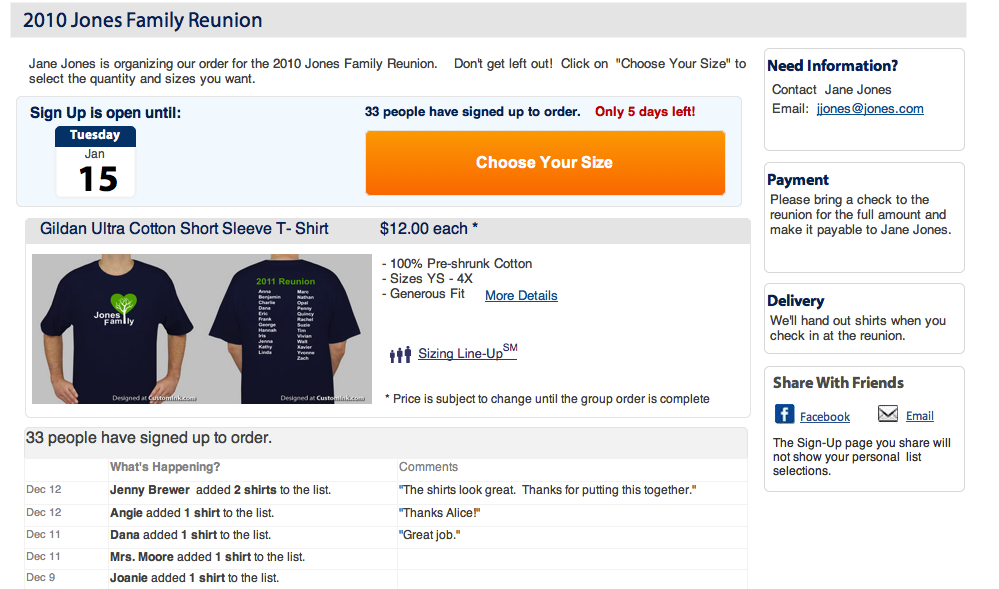 2010 Jones Family Reunion
Jane Jones is organizing our order for the 2010 Jones Family Reunion. Don't get left out! Click on "Choose Your Size" to
select the quantity and sizes you want.
Sign Up is open until:
Tuesday
Jan
15
33 people have signed up to order. Only 5 days left!
Choose Your Size
Gildan Ultra Cotton Short Sleeve T- Shirt $12.00 each *
Jones
Family
Designed at CustomInk.com
2011 Reunion
Anna Marc
Benjamin Nathan
Charlie Opal
Dana Penny
Eric Quincy
Frank Rachel
George Suzie
Hannah Tim
Iris Vivian
Jenna Walt
Kathy Xavier
Linda Yvonne
Zach
Designed at CustomInk.com
- 100% Pre-shrunk Cotton
- Sizes YS - 4X
- Generous Fit More Details
Sizing Line-Up SM
* Price is subject to change until the group order is complete
33 people have signed up to order.
What's Happening? Comments
Dec 12 Jenny Brewer added 2 shirts to the list. "The shirts look great. Thanks for putting this together."
Dec 12 Angie added 1 shirt to the list. "Thanks Alice!"
Dec 11 Dana added 1 shirt to the list. "Great job."
Dec 11 Mrs. Moore added 1 shirt to the list.
Dec 9 Joanie added 1 shirt to the list.
Need Information?
Contact Jane Jones
Email: jjones@jones.com
Payment
Please bring a check to the
reunion for the full amount and
make it payable to Jane Jones.
Delivery
We'll hand out shirts when you
check in at the reunion.
Share With Friends
f Facebook Email
The Sign-Up page you share will
not show your personal list
selections.